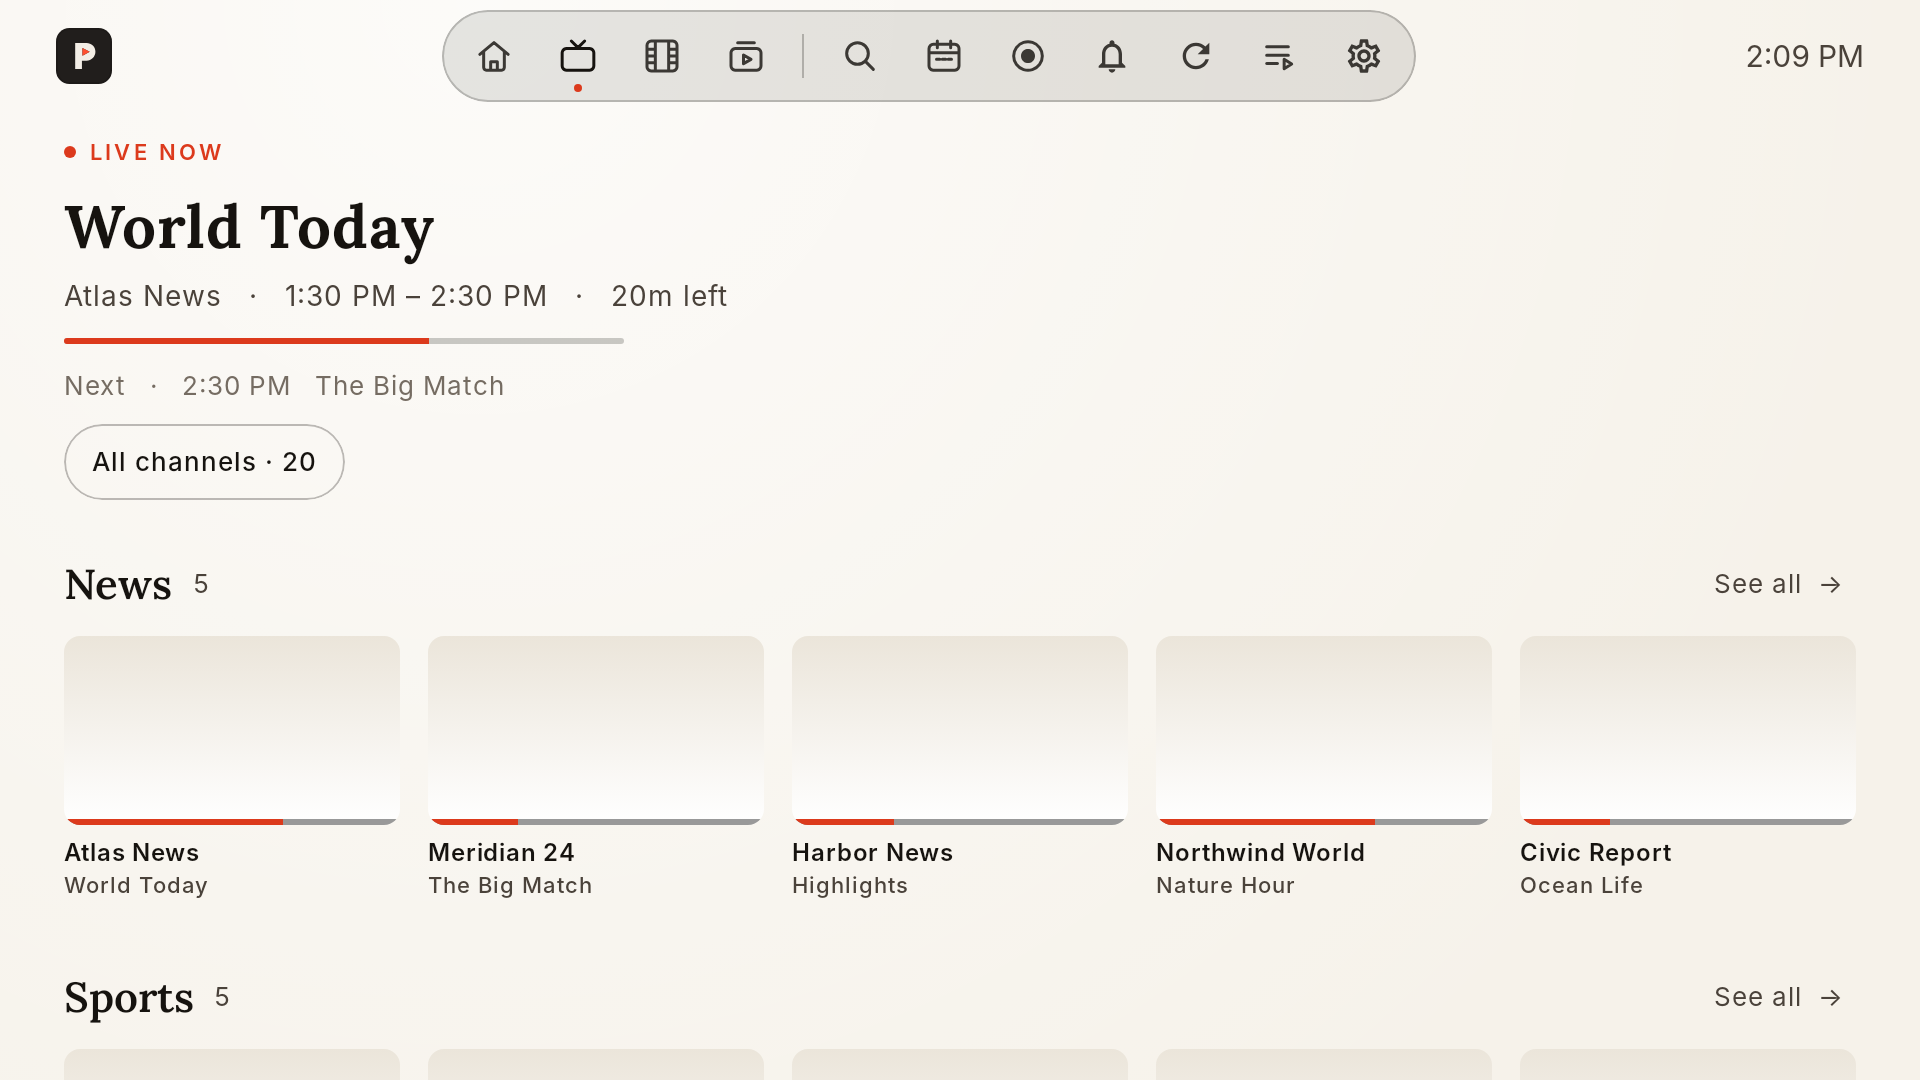 P
2:09 PM
LIVE NOW
World Today
Atlas News · 1:30 PM – 2:30 PM · 20m left
Next · 2:30 PM The Big Match
All channels · 20
News 5
See all →
Atlas News
World Today
Meridian 24
The Big Match
Harbor News
Highlights
Northwind World
Nature Hour
Civic Report
Ocean Life
Sports 5
See all →